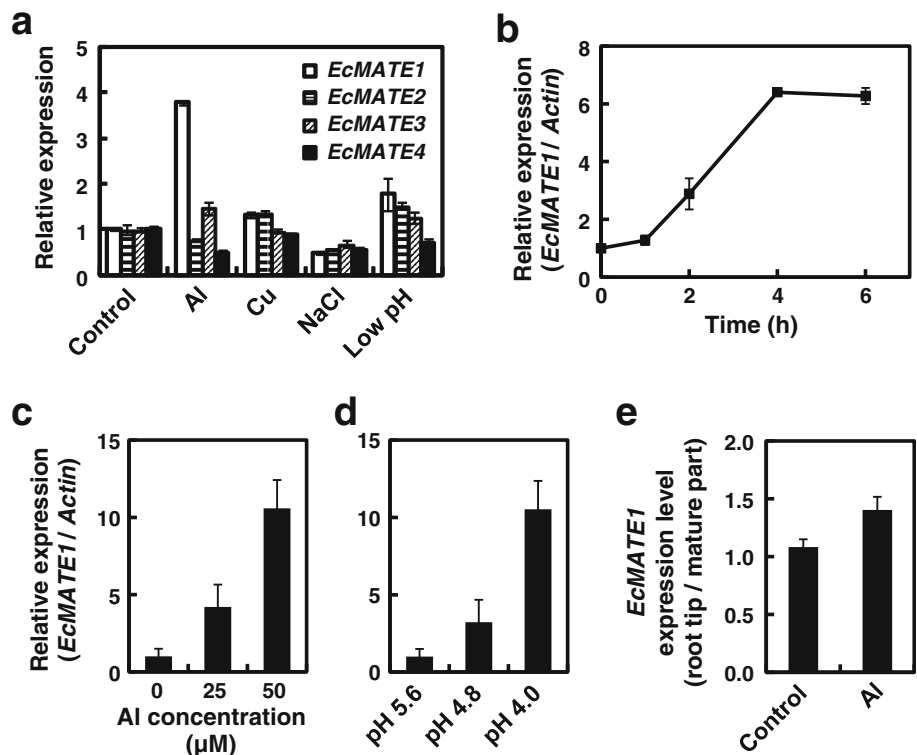 a
Relative expression
5
4
3
2
1
0
EcMATE1
EcMATE2
EcMATE3
EcMATE4
Control
Al
Cu
NaCl
Low pH
b
Relative expression
(EcMATE1/ Actin)
8
6
4
2
0
0
2
4
6
Time (h)
c
Relative expression
(EcMATE1/ Actin)
15
10
5
0
0
25
50
Al concentration
(µM)
d
15
10
5
0
pH 5.6
pH 4.8
pH 4.0
e
EcMATE1
expression level
(root tip / mature part)
2.0
1.5
1.0
0.5
0.0
Control
Al